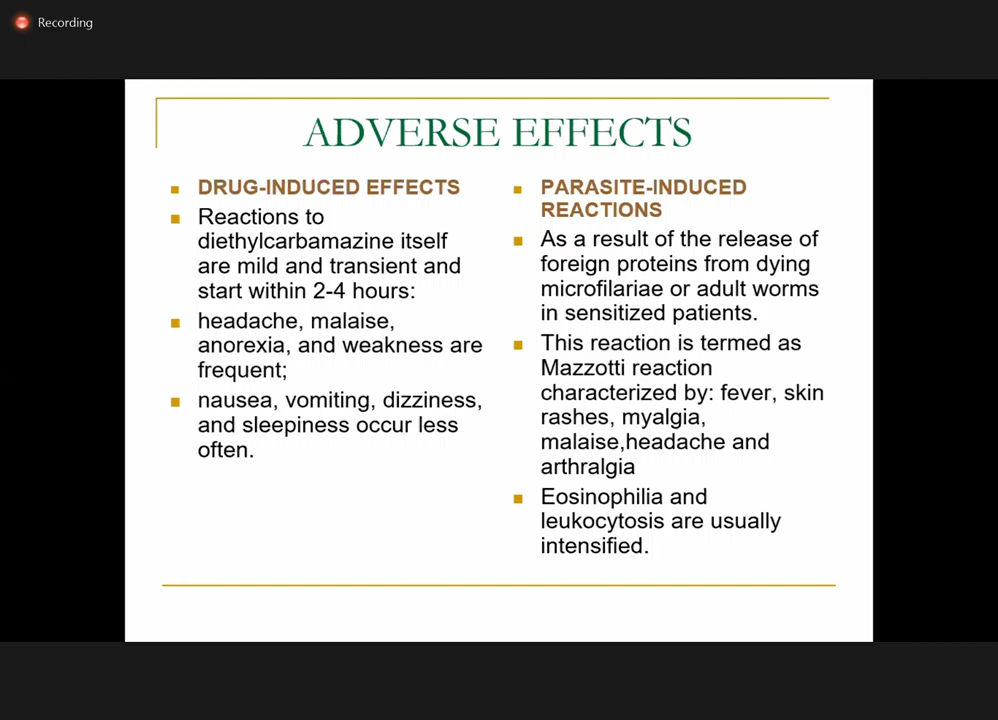 Recording
ADVERSE EFFECTS
DRUG-INDUCED EFFECTS
Reactions to
diethylcarbamazine itself
are mild and transient and
start within 2-4 hours:
headache, malaise,
anorexia, and weakness are
frequent;
nausea, vomiting, dizziness,
and sleepiness occur less
often.
PARASITE-INDUCED
REACTIONS
As a result of the release of
foreign proteins from dying
microfilariae or adult worms
in sensitized patients.
This reaction is termed as
Mazzotti reaction
characterized by: fever, skin
rashes, myalgia,
malaise,headache and
arthralgia
Eosinophilia and
leukocytosis are usually
intensified.